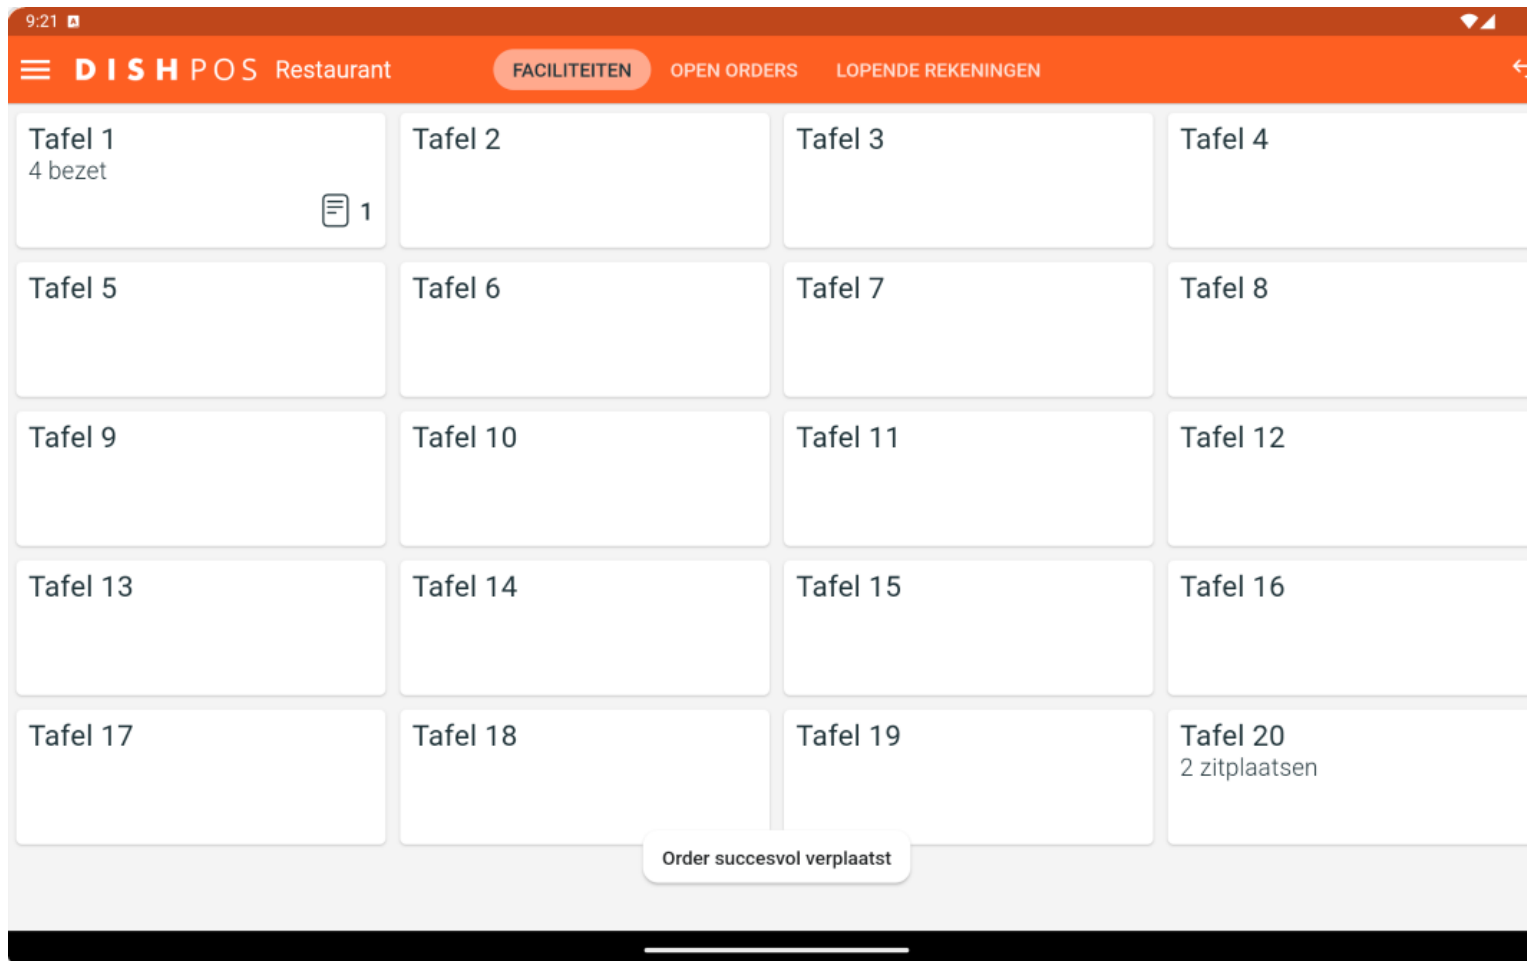 9:21 A
DISH POS Restaurant FACILITEITEN OPEN ORDERS LOPENDE REKENINGEN
Tafel 1 Tafel 2 Tafel 3 Tafel 4
4 bezet
1
Tafel 5 Tafel 6 Tafel 7 Tafel 8
Tafel 9 Tafel 10 Tafel 11 Tafel 12
Tafel 13 Tafel 14 Tafel 15 Tafel 16
Tafel 17 Tafel 18 Tafel 19 Tafel 20
2 zitplaatsen
Order succesvol verplaatst